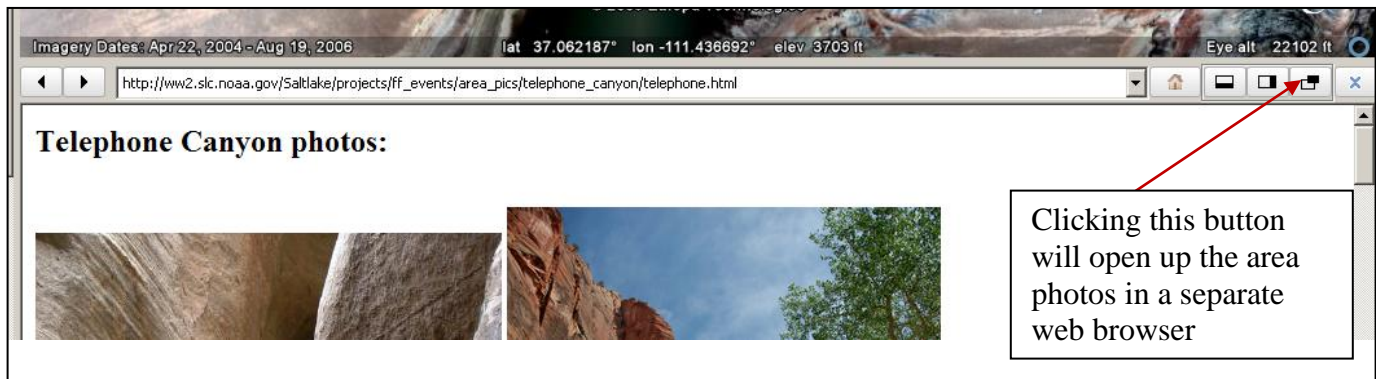 Imagery Dates: Apr 22, 2004 - Aug 19, 2006 lat 37.062187° lon -111.436692° elev 3703 ft Eye alt 22102 ft
http://ww2.slc.noaa.gov/Saltlake/projects/ff_events/area_pics/telephone_canyon/telephone.html
Telephone Canyon photos:
Clicking this button
will open up the area
photos in a separate
web browser